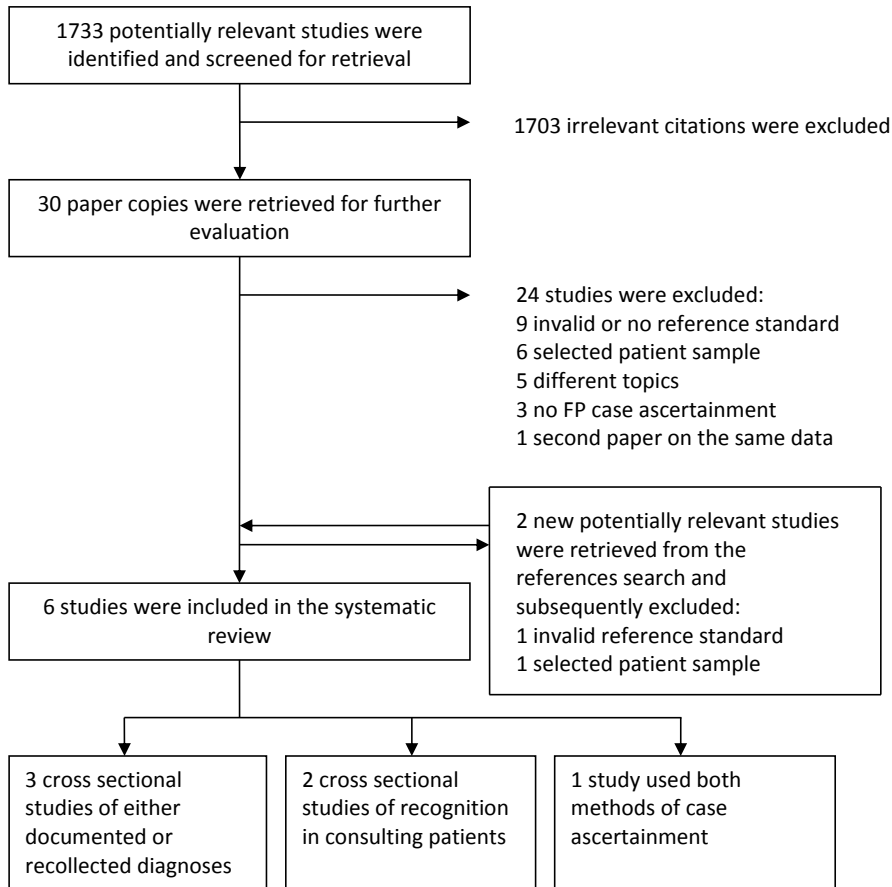 1733 potentially relevant studies were
identified and screened for retrieval
1703 irrelevant citations were excluded
30 paper copies were retrieved for further
evaluation
24 studies were excluded:
9 invalid or no reference standard
6 selected patient sample
5 different topics
3 no FP case ascertainment
1 second paper on the same data
2 new potentially relevant studies
were retrieved from the
references search and
subsequently excluded:
1 invalid reference standard
1 selected patient sample
6 studies were included in the systematic
review
3 cross sectional
studies of either
documented or
recollected diagnoses
2 cross sectional
studies of recognition
in consulting patients
1 study used both
methods of case
ascertainment